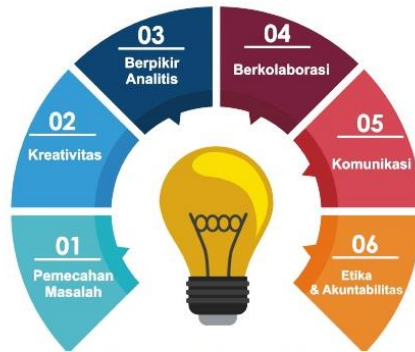 01
Pemecahan
Masalah
02
Kreativitas
03
Berpikir
Analitis
04
Berkolaborasi
05
Komunikasi
06
Etika
& Akuntabilitas